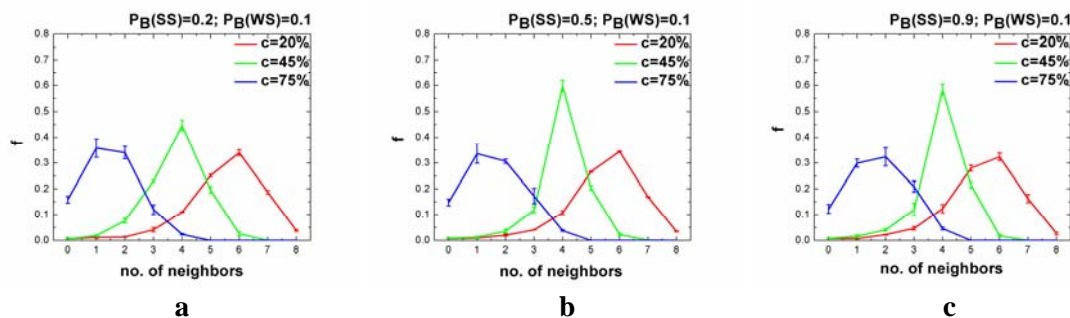 P_B(SS)=0.2; P_B(WS)=0.1
0.8
0.7
0.6
0.5
0.4
0.3
0.2
0.1
0.0
f
c=20%
c=45%
c=75%
0 1 2 3 4 5 6 7 8
no. of neighbors
a
P_B(SS)=0.5; P_B(WS)=0.1
0.8
0.7
0.6
0.5
0.4
0.3
0.2
0.1
0.0
f
c=20%
c=45%
c=75%
0 1 2 3 4 5 6 7 8
no. of neighbors
b
P_B(SS)=0.9; P_B(WS)=0.1
0.8
0.7
0.6
0.5
0.4
0.3
0.2
0.1
0.0
f
c=20%
c=45%
c=75%
0 1 2 3 4 5 6 7 8
no. of neighbors
c